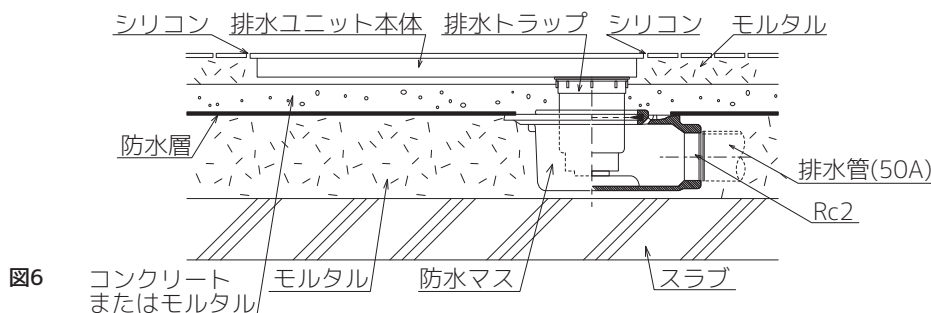 シリコン 排水ユニット本体 排水トラップ シリコン モルタル
防水層
排水管(50A)
Rc2
図6 コンクリート
またはモルタル モルタル 防水マス スラブ